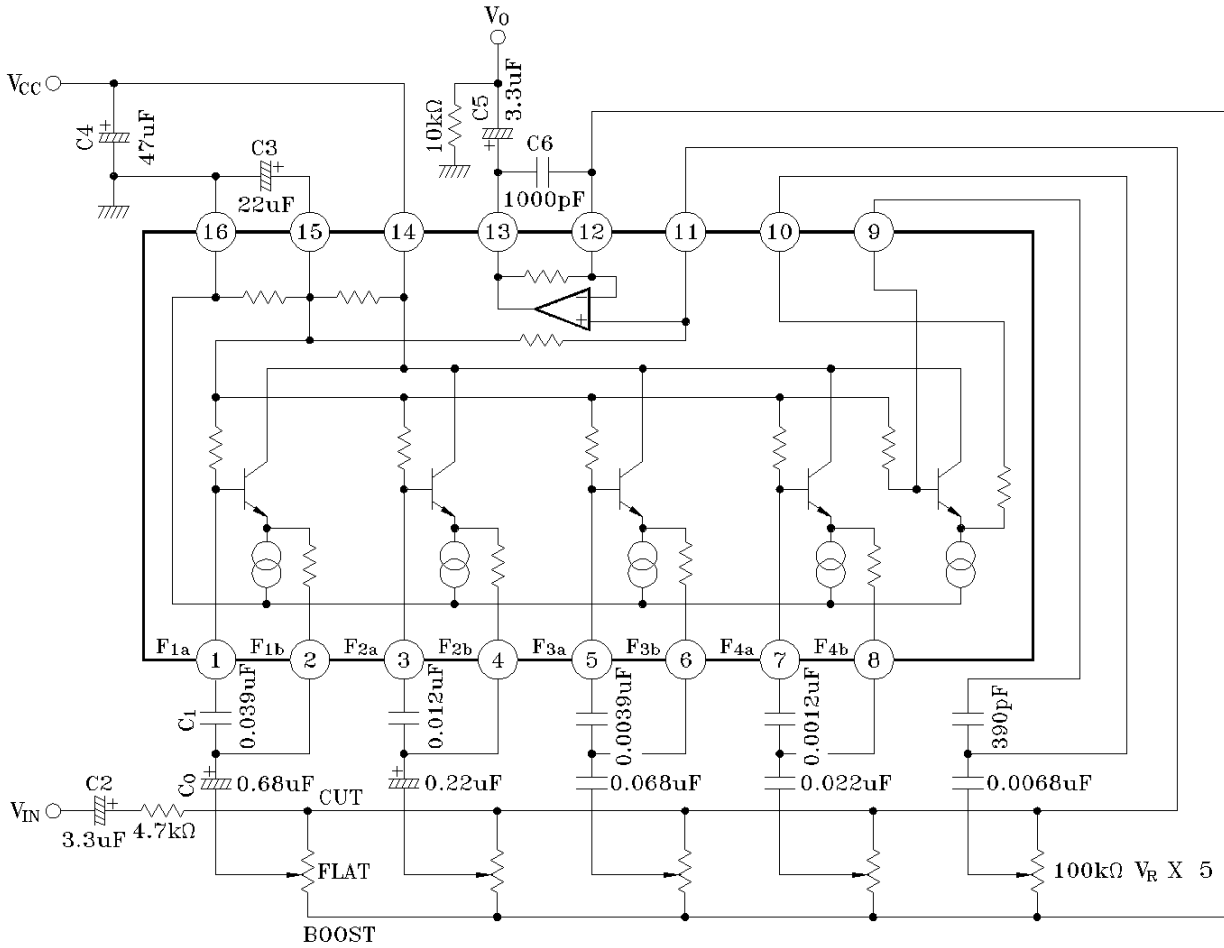 VO
VCC
C4
47uF
C3
22uF
10kΩ
C5
3.3uF
C6
1000pF
16
15
14
13
12
11
10
9
−
+
F1a
1
F1b
2
F2a
3
F2b
4
F3a
5
F3b
6
F4a
7
F4b
8
C1
0.039uF
0.012uF
0.0039uF
0.0012uF
390pF
C0
0.68uF
0.22uF
0.068uF
0.022uF
0.0068uF
VIN
C2
3.3uF
4.7kΩ
CUT
FLAT
BOOST
100kΩ VR X 5